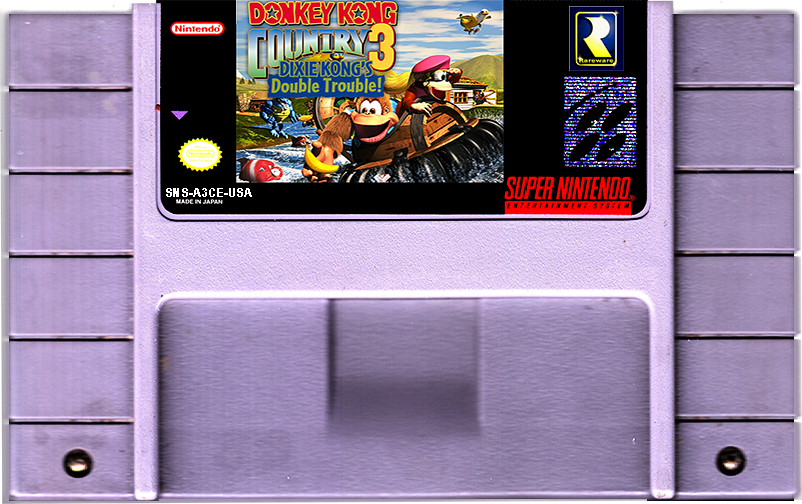 Nintendo
DONKEY KONG
COUNTRY 3
DIXIE KONG'S
Double Trouble!
R
Rareware
SNS-A3CE-USA
MADE IN JAPAN
SUPER NINTENDO
ENTERTAINMENT SYSTEM